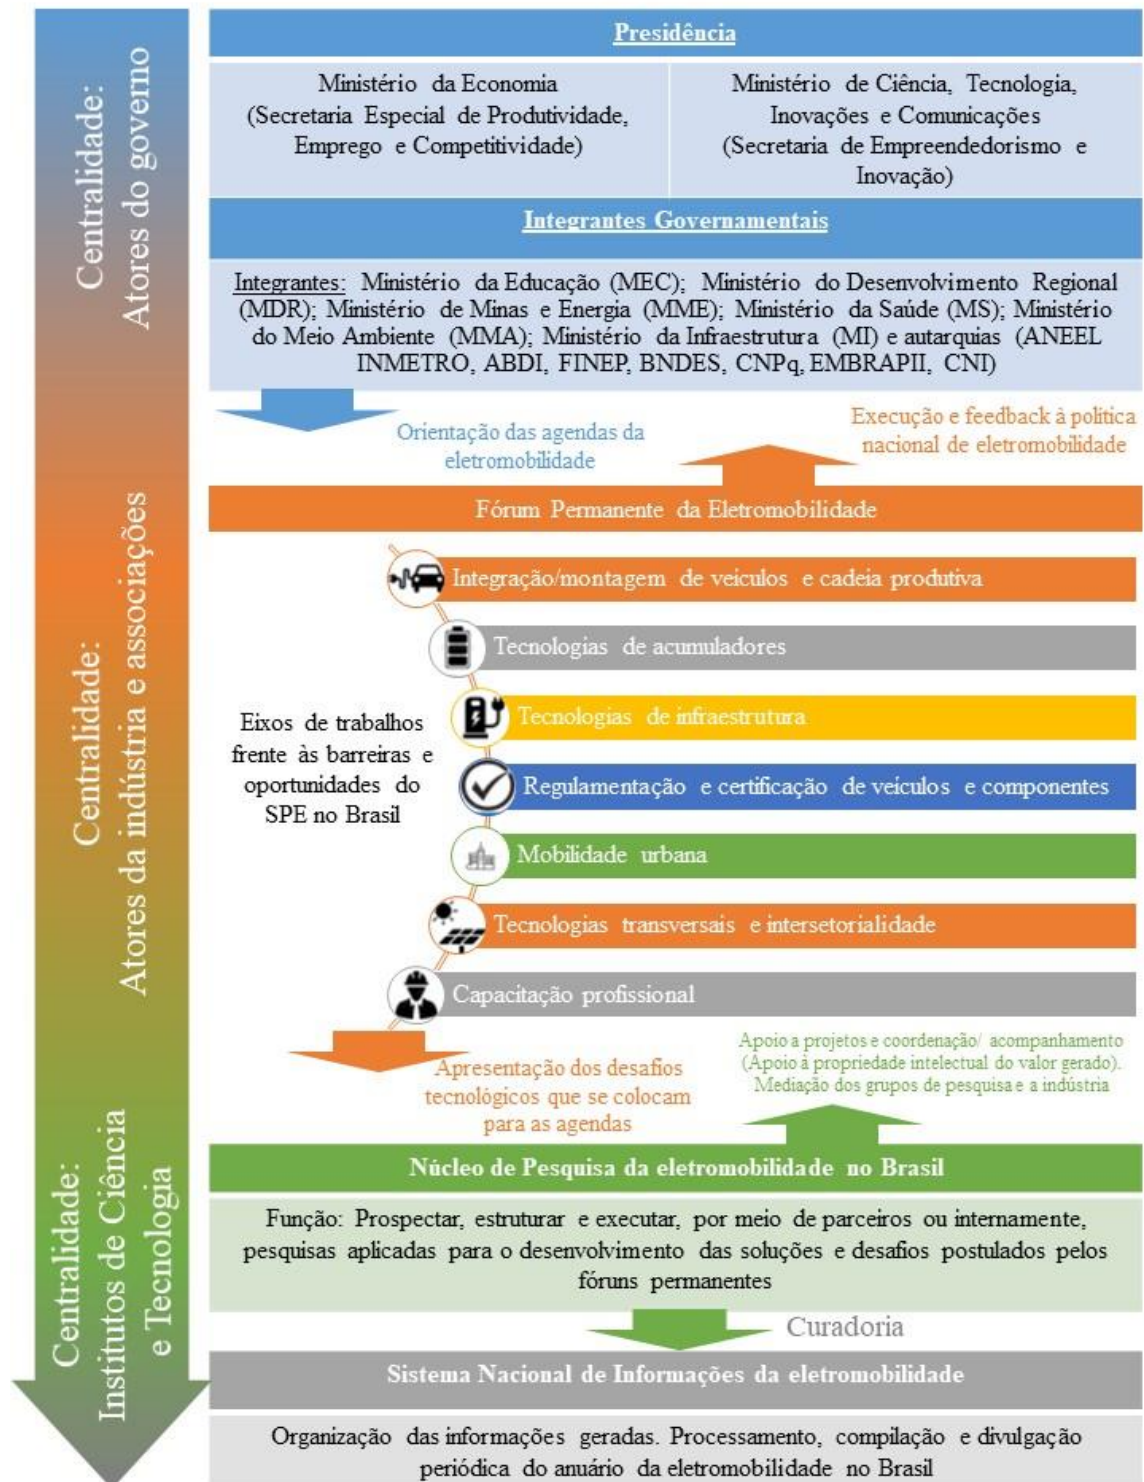 Centralidade:
Atores do governo
Presidência
Ministério da Economia
(Secretaria Especial de Produtividade,
Emprego e Competitividade)
Ministério de Ciência, Tecnologia,
Inovações e Comunicações
(Secretaria de Empreendedorismo e
Inovação)
Integrantes Governamentais
Integrantes: Ministério da Educação (MEC); Ministério do Desenvolvimento Regional
(MDR); Ministério de Minas e Energia (MME); Ministério da Saúde (MS); Ministério
do Meio Ambiente (MMA); Ministério da Infraestrutura (MI) e autarquias (ANEEL
INMETRO, ABDI, FINEP, BNDES, CNPq, EMBRAPII, CNI)
Orientação das agendas da
eletromobilidade
Execução e feedback à política
nacional de eletromobilidade
Centralidade:
Atores da indústria e associações
Fórum Permanente da Eletromobilidade
Eixos de trabalhos
frente às barreiras e
oportunidades do
SPE no Brasil
Integração/montagem de veículos e cadeia produtiva
Tecnologias de acumuladores
Tecnologias de infraestrutura
Regulamentação e certificação de veículos e componentes
Mobilidade urbana
Tecnologias transversais e intersetorialidade
Capacitação profissional
Apresentação dos desafios
tecnológicos que se colocam
para as agendas
Apoio a projetos e coordenação/ acompanhamento
(Apoio à propriedade intelectual do valor gerado).
Mediação dos grupos de pesquisa e a indústria
Centralidade:
Institutos de Ciência
e Tecnologia
Núcleo de Pesquisa da eletromobilidade no Brasil
Função: Prospectar, estruturar e executar, por meio de parceiros ou internamente,
pesquisas aplicadas para o desenvolvimento das soluções e desafios postulados pelos
fóruns permanentes
Curadoria
Sistema Nacional de Informações da eletromobilidade
Organização das informações geradas. Processamento, compilação e divulgação
periódica do anuário da eletromobilidade no Brasil